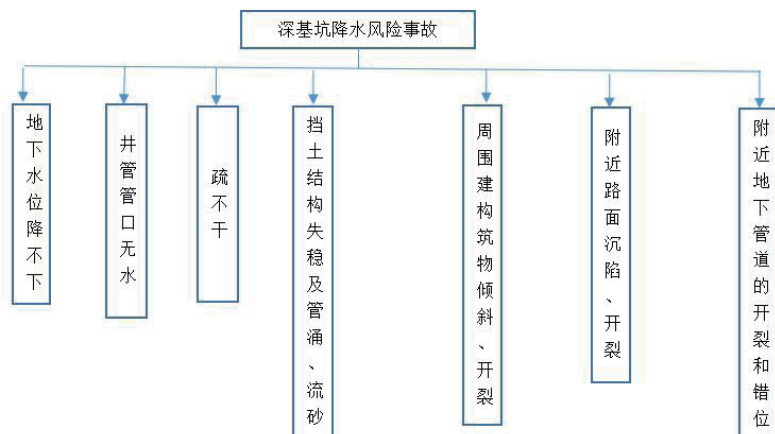 深基坑降水风险事故
地下水位降不下
井管管口无水
疏不干
挡土结构失稳及管涌、流砂
周围建构筑物倾斜、开裂
附近路面沉陷、开裂
附近地下管道的开裂和错位